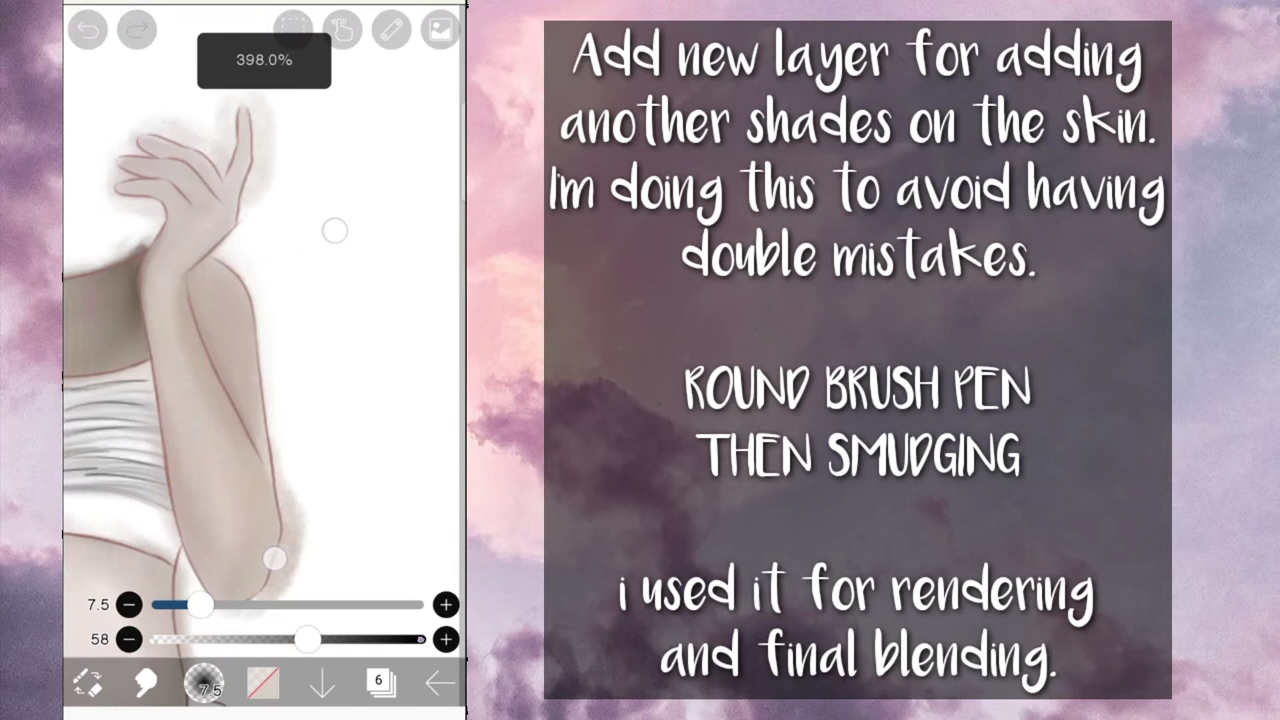 398.0%
Add new layer for adding
another shades on the skin.
I'm doing this to avoid having
double mistakes.
ROUND BRUSH PEN
THEN SMUDGING
i used it for rendering
and final blending.
7.5
58
7.5
6